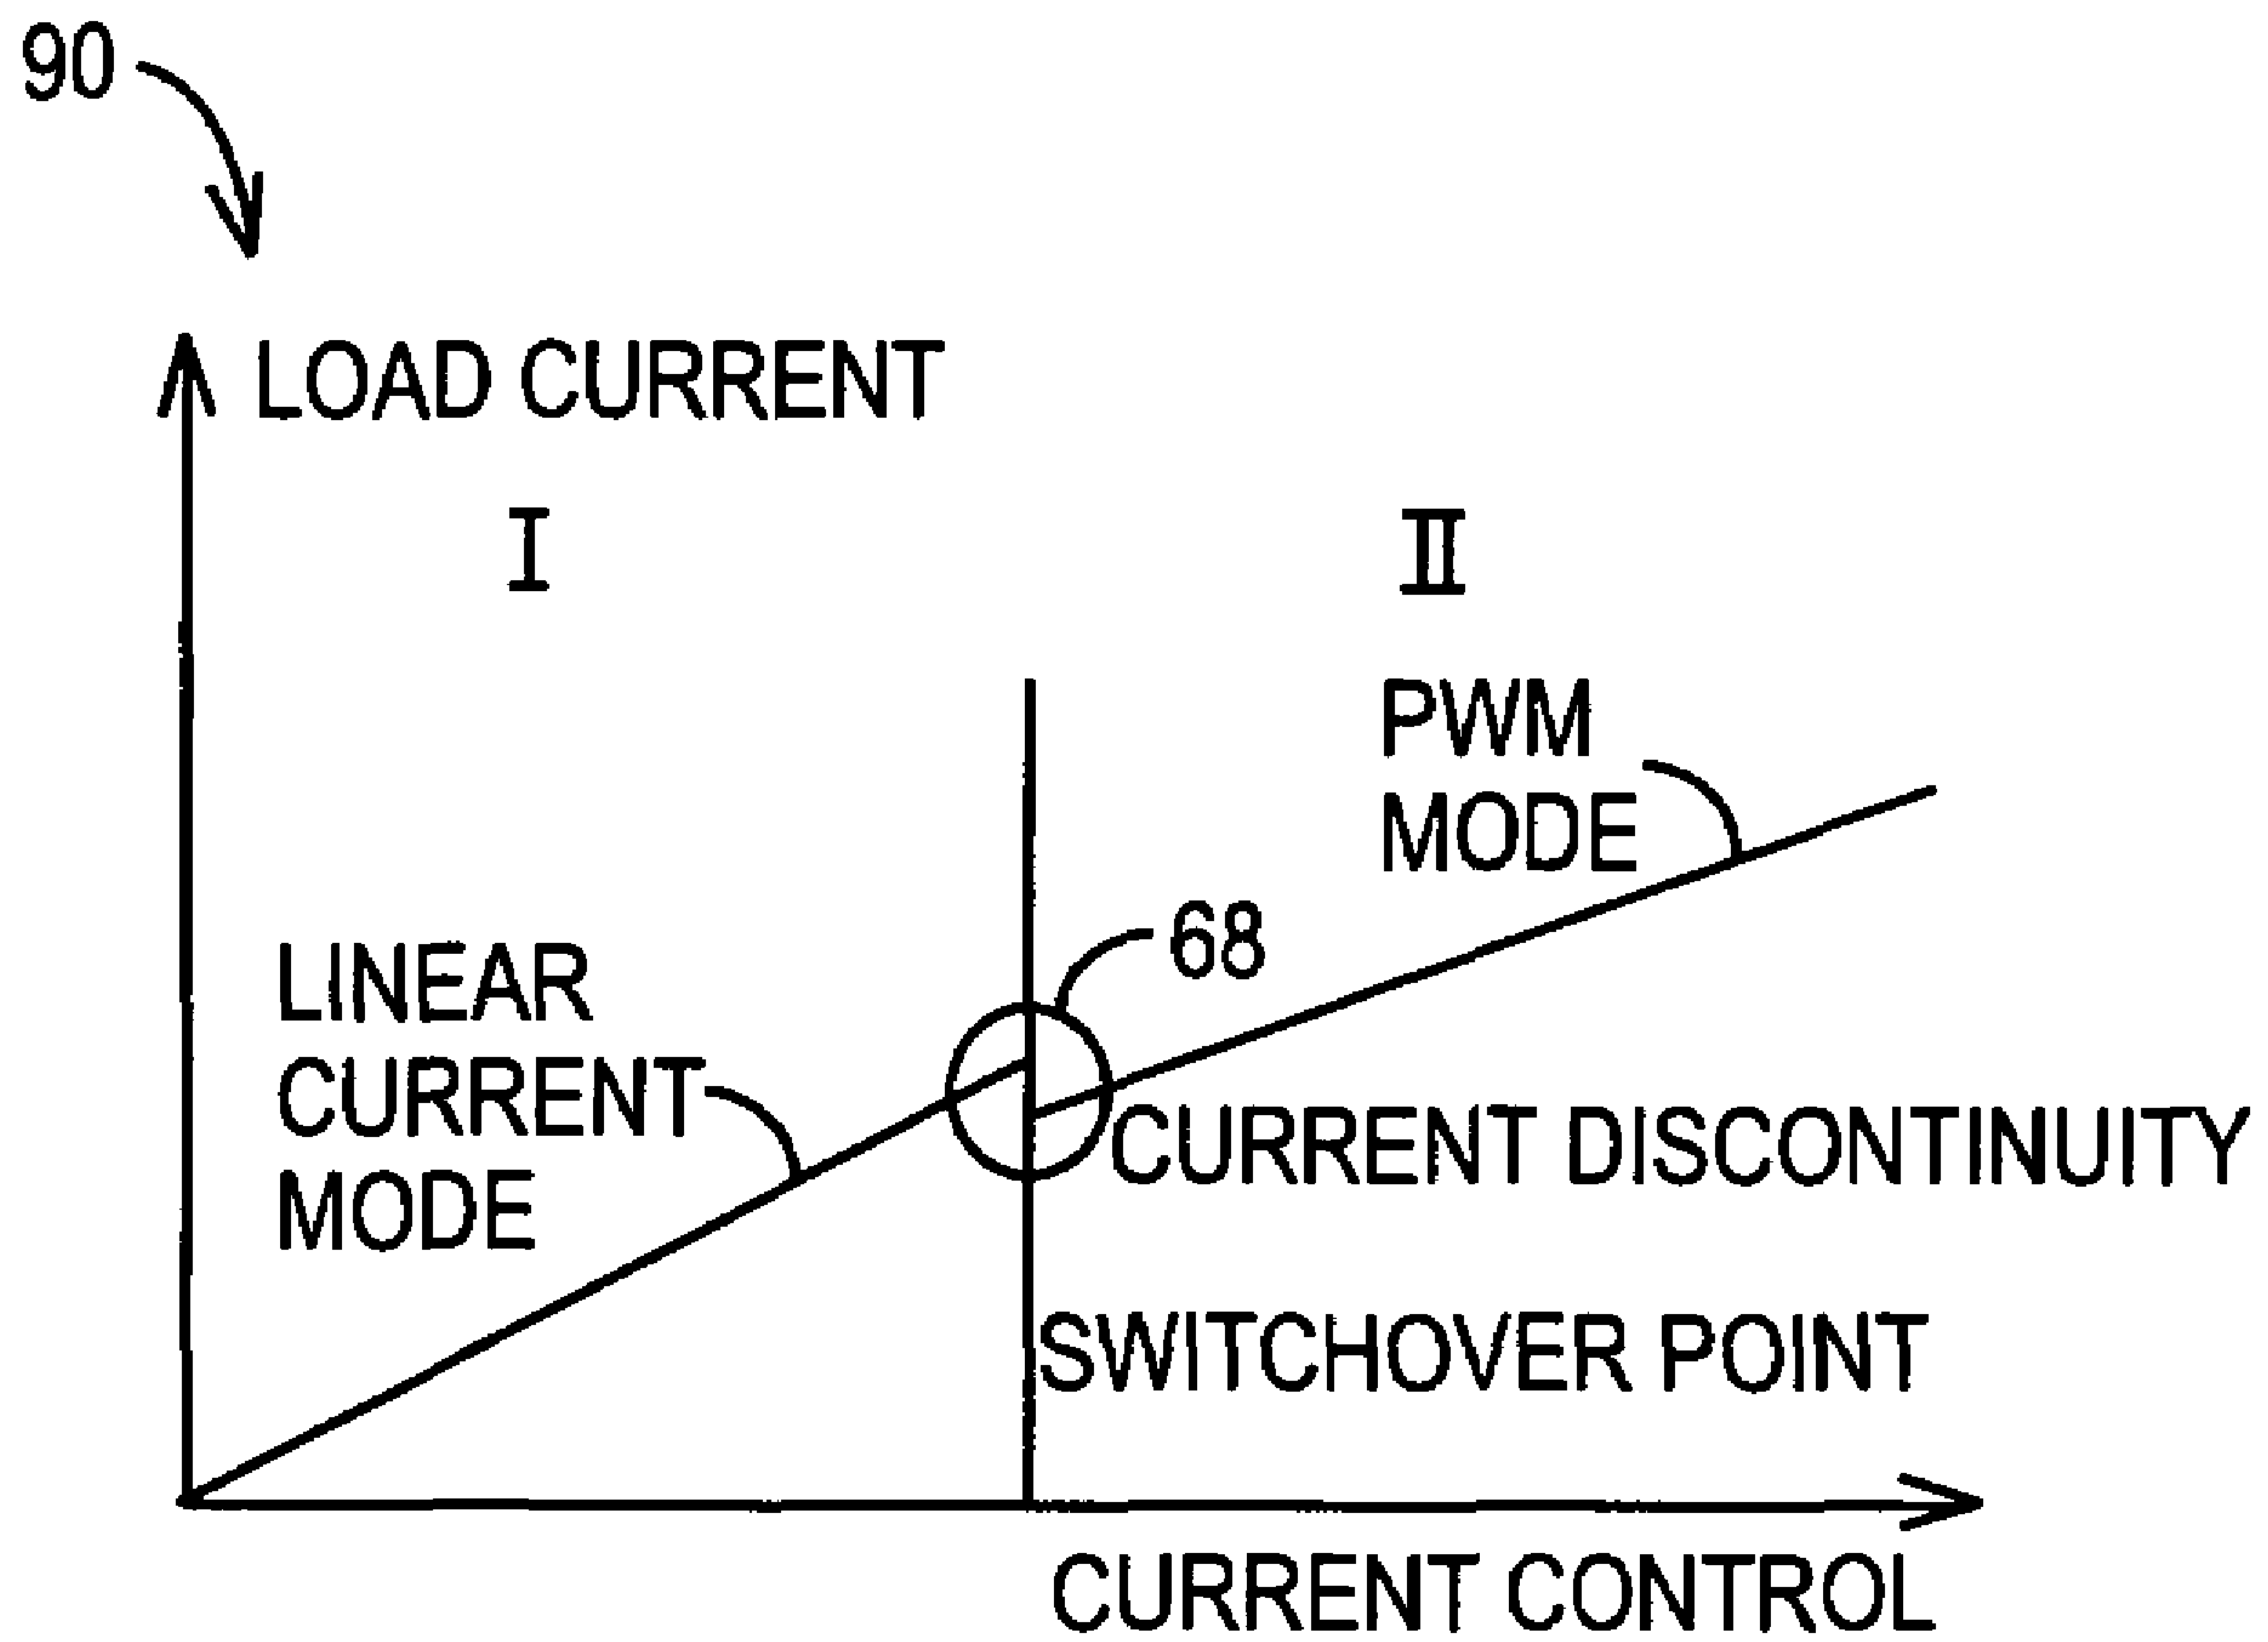 90
LOAD CURRENT
I
II
PWM
MODE
68
LINEAR
CURRENT
MODE
CURRENT DISCONTINUITY
SWITCHOVER POINT
CURRENT CONTROL